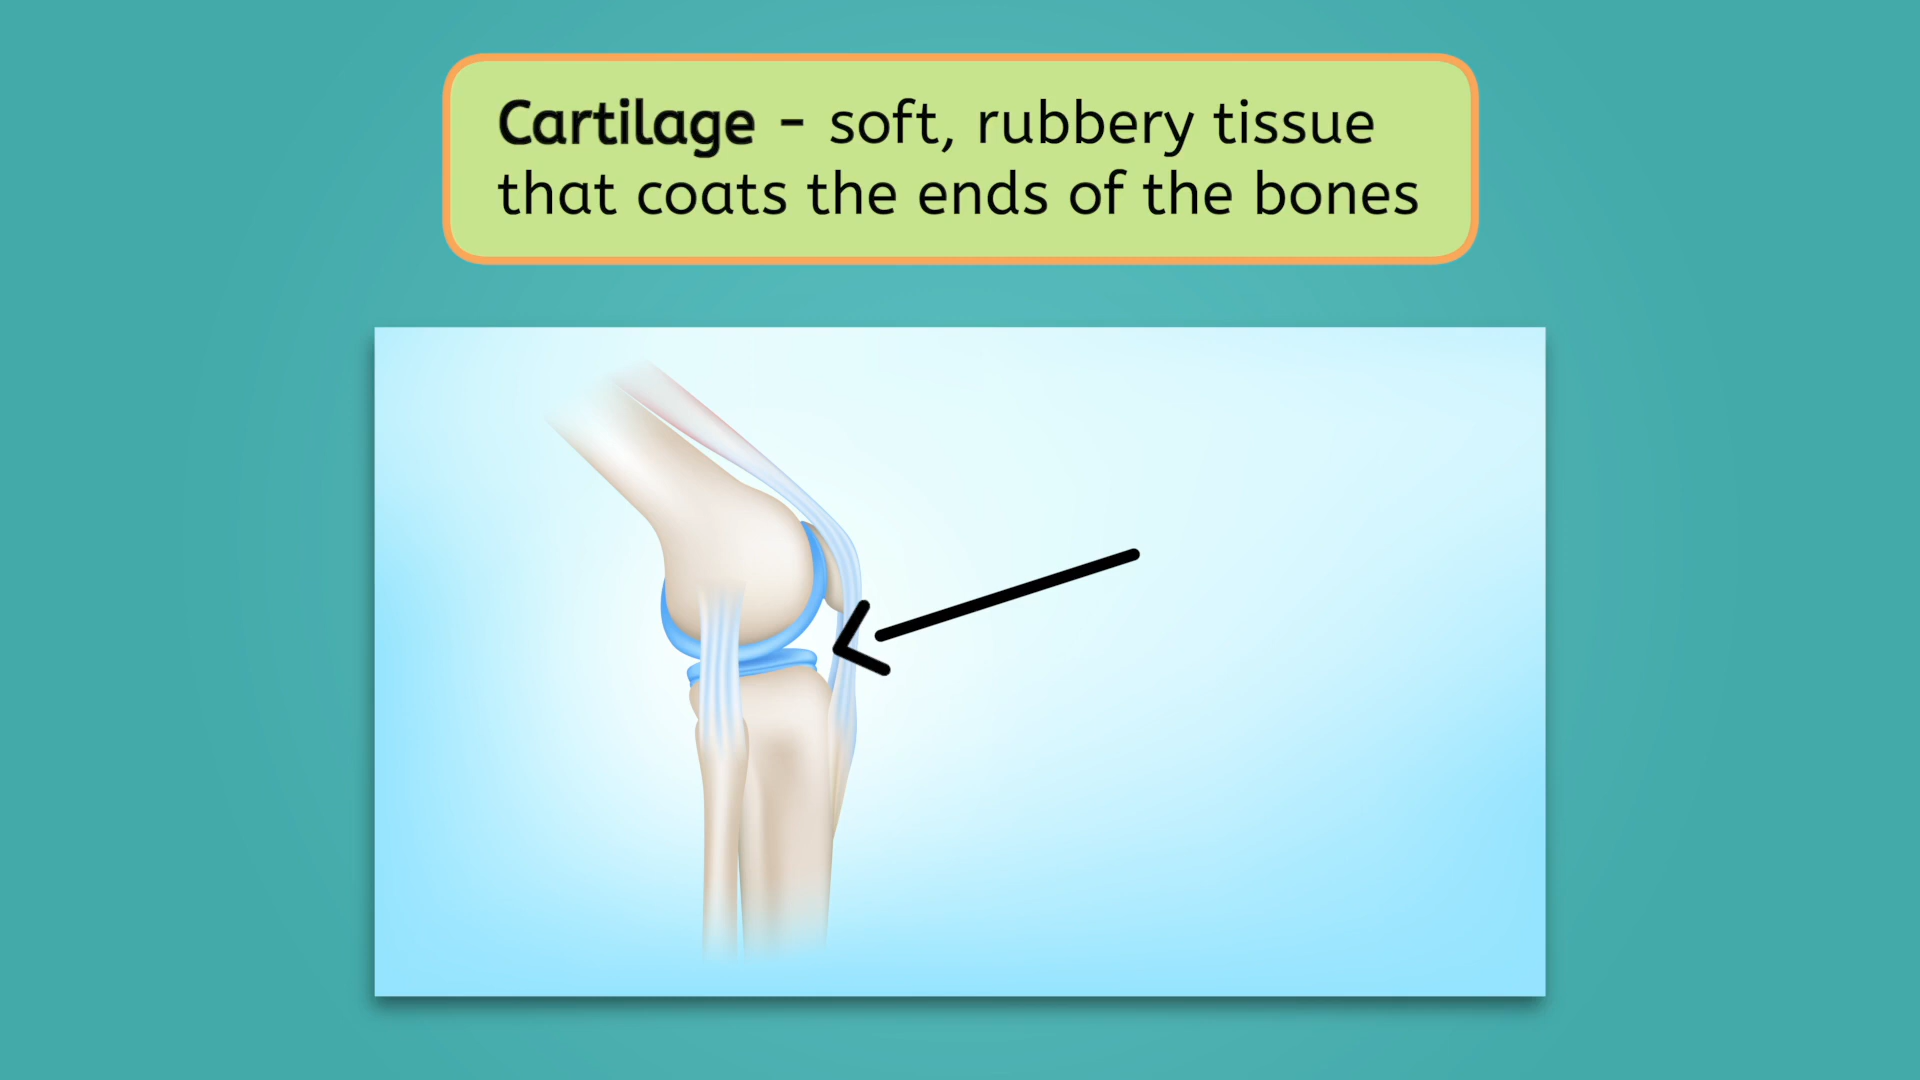 Cartilage - soft, rubbery tissue
that coats the ends of the bones